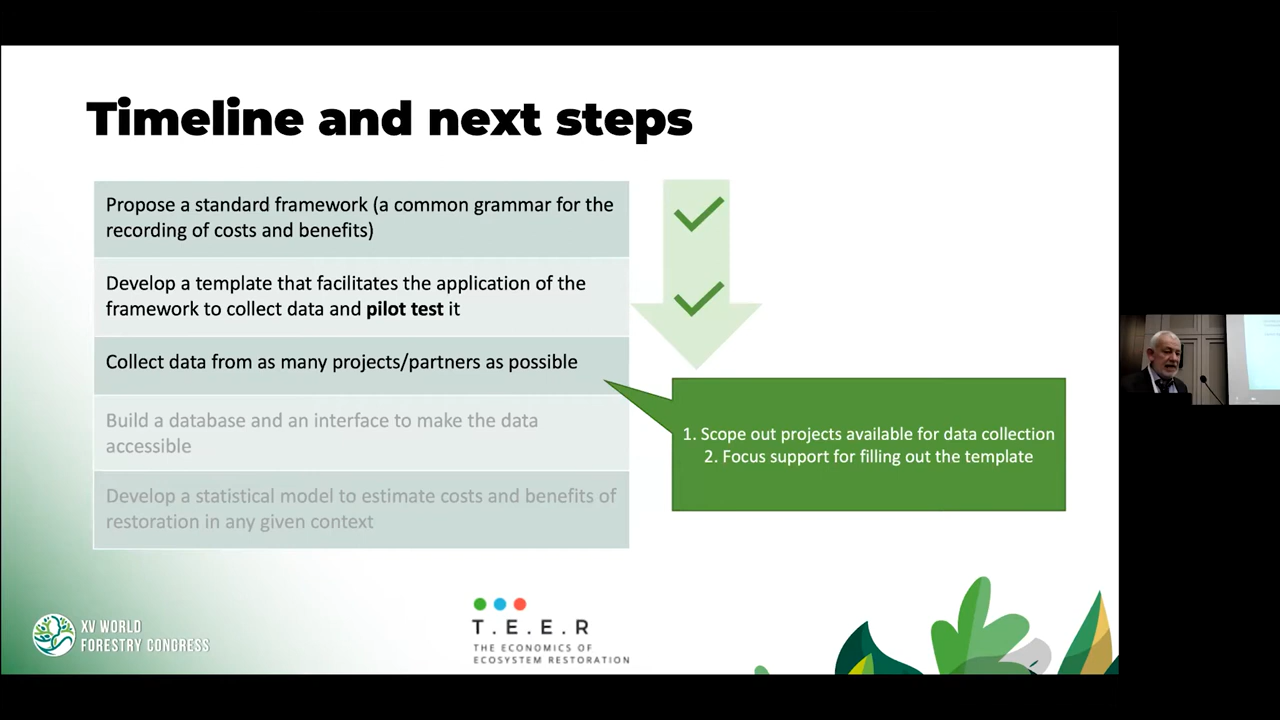 Timeline and next steps
Propose a standard framework (a common grammar for the
recording of costs and benefits)
Develop a template that facilitates the application of the
framework to collect data and pilot test it
Collect data from as many projects/partners as possible
Build a database and an interface to make the data
accessible
Develop a statistical model to estimate costs and benefits of
restoration in any given context
1. Scope out projects available for data collection
2. Focus support for filling out the template
XV WORLD
FORESTRY CONGRESS
T.E.E.R
THE ECONOMICS OF
ECOSYSTEM RESTORATION